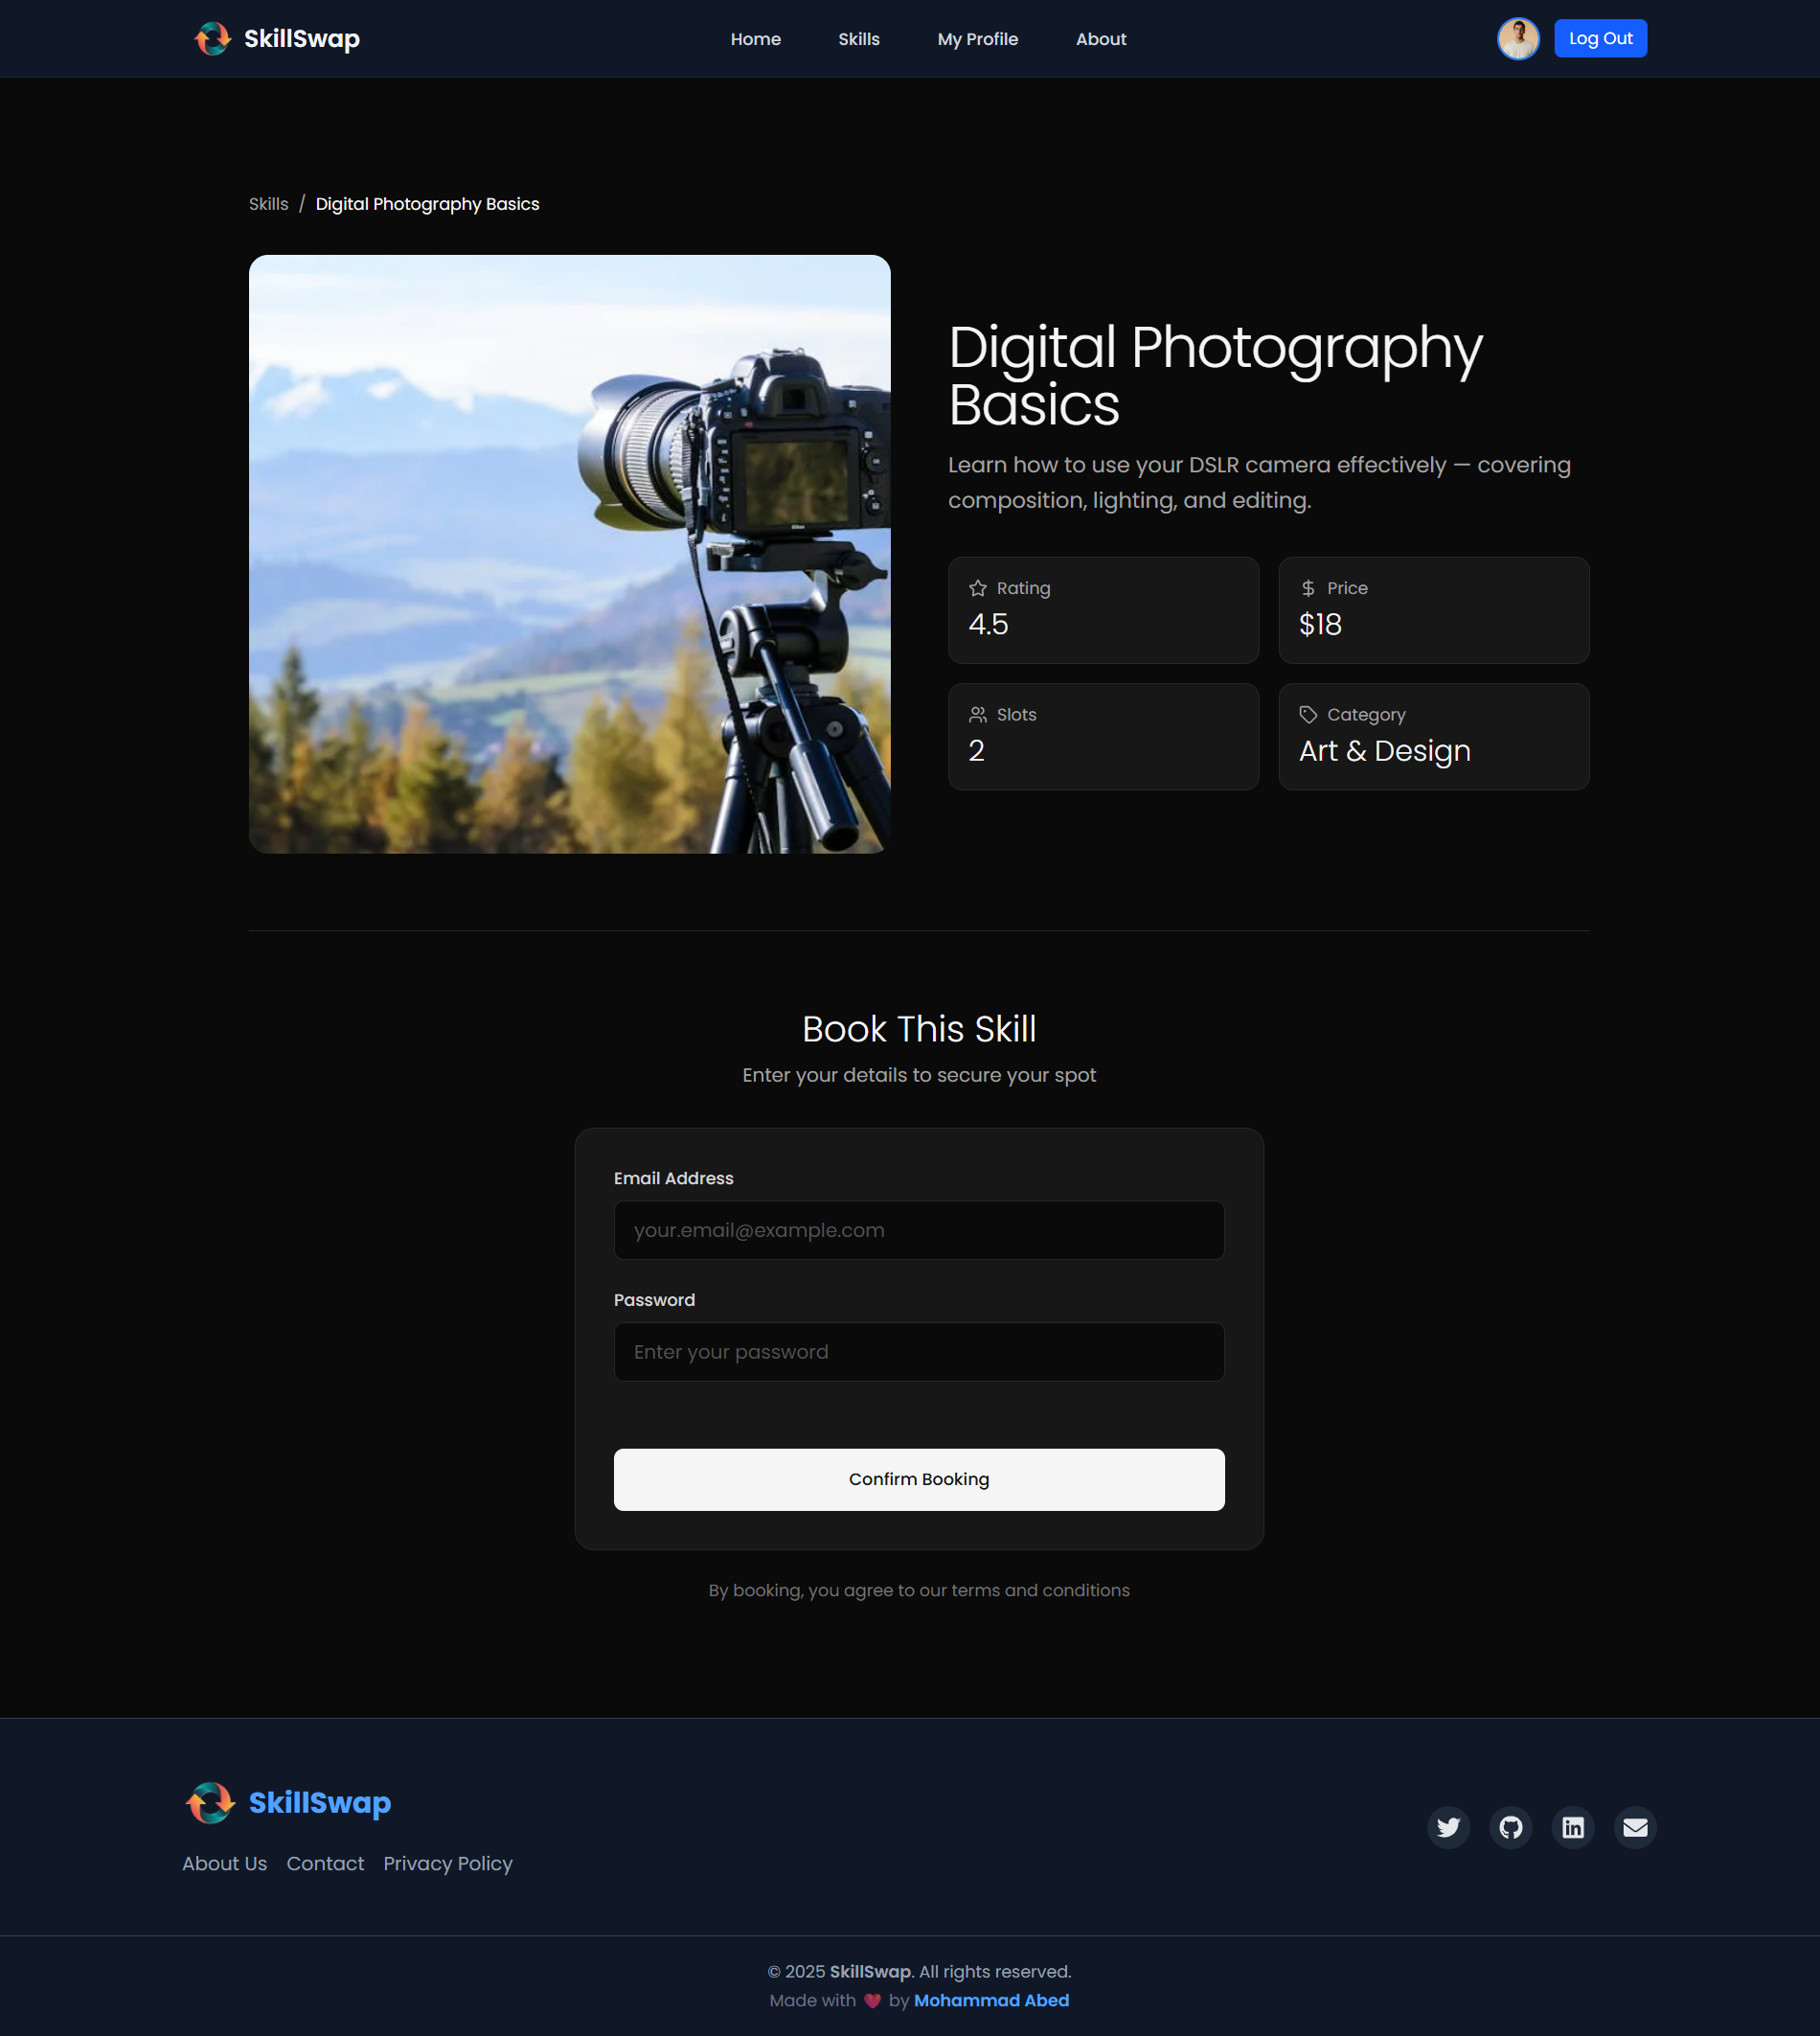 SkillSwap
Home
Skills
My Profile
About
Log Out
Skills / Digital Photography Basics
Digital Photography
Basics
Learn how to use your DSLR camera effectively — covering
composition, lighting, and editing.
Rating
4.5
Price
$18
Slots
2
Category
Art & Design
Book This Skill
Enter your details to secure your spot
Email Address
your.email@example.com
Password
Enter your password
Confirm Booking
By booking, you agree to our terms and conditions
SkillSwap
About Us
Contact
Privacy Policy
© 2025 SkillSwap. All rights reserved.
Made with ❤ by Mohammad Abed